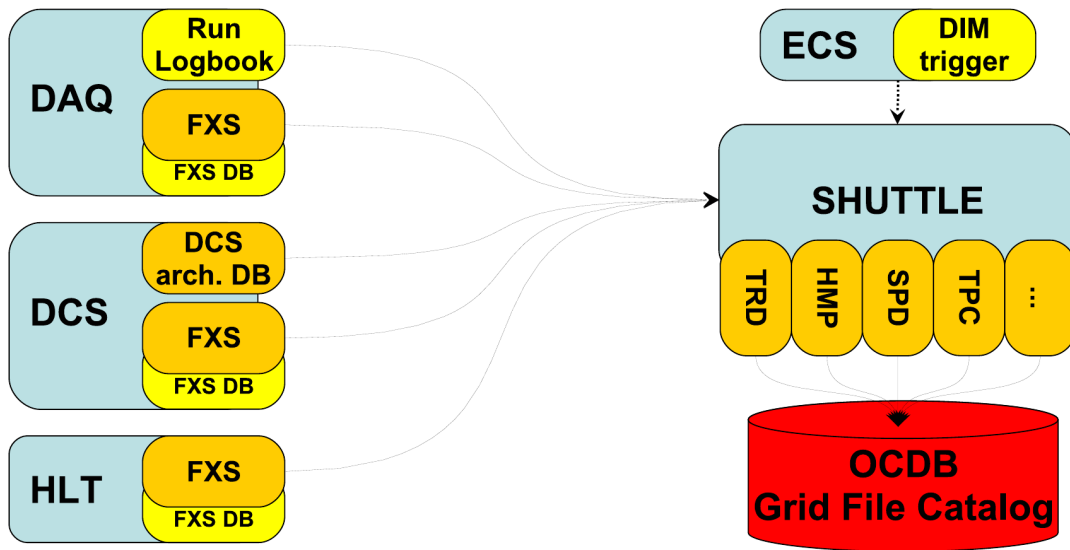 Run
Logbook
DAQ
FXS
FXS DB
DCS
arch. DB
DCS
FXS
FXS DB
HLT
FXS
FXS DB
ECS
DIM
trigger
SHUTTLE
TRD
HMP
SPD
TPC
...
OCDB
Grid File Catalog